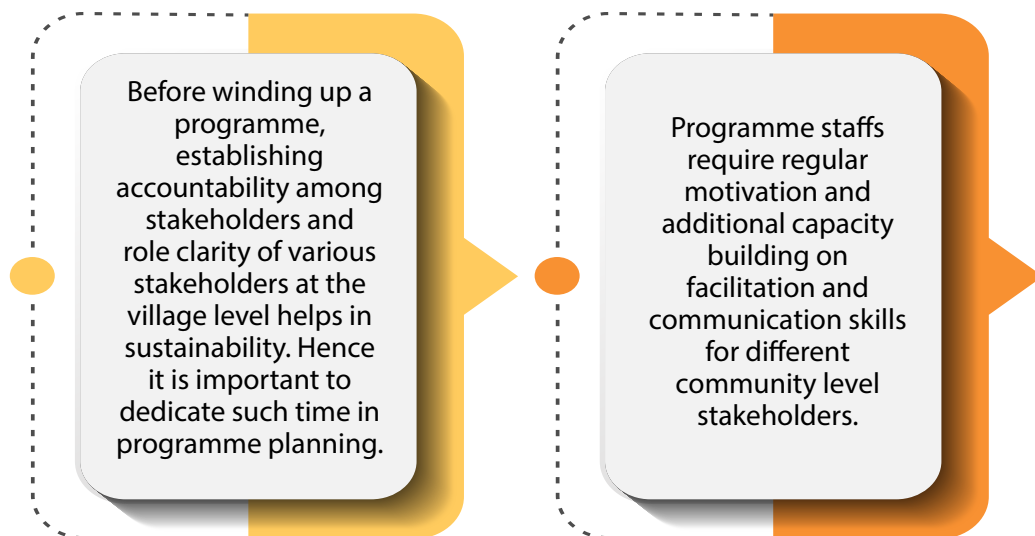 Before winding up a
programme,
establishing
accountability among
stakeholders and
role clarity of various
stakeholders at the
village level helps in
sustainability. Hence
it is important to
dedicate such time in
programme planning.
Programme staffs
require regular
motivation and
additional capacity
building on
facilitation and
communication skills
for different
community level
stakeholders.